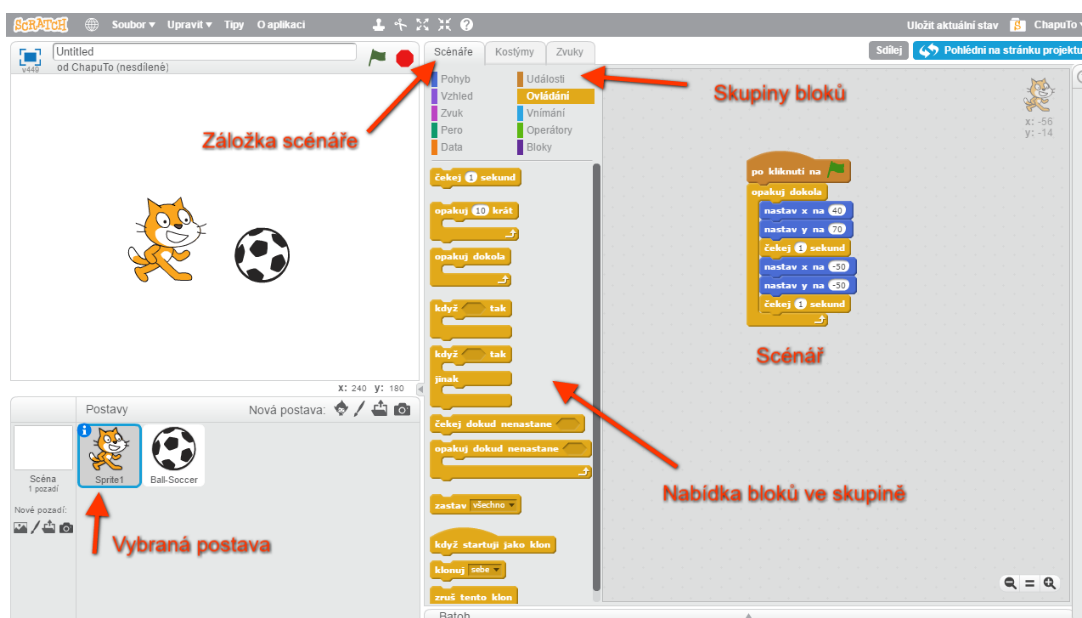 SCRATCH Soubor Upravit Tipy O aplikaci Uložit aktuální stav ChapuTo
Untitled
v449 od ChapuTo (nesdílené)
Scénáře Kostýmy Zvuky
Sdílej Pohlédni na stránku projektu
Pohyb Události
Vzhled Ovládání
Zvuk Vnímání
Pero Operátory
Data Bloky
Záložka scénáře
Skupiny bloků
x: -56
y: -14
čekej 1 sekund
opakuj 10 krát
opakuj dokola
když tak
když tak
jinak
čekej dokud nenastane
opakuj dokud nenastane
zastav všechno
když startuji jako klon
klonuj sebe
zruš tento klon
po kliknutí na
opakuj dokola
nastav x na 40
nastav y na 70
čekej 1 sekund
nastav x na -50
nastav y na -50
čekej 1 sekund
Scénář
Nabídka bloků ve skupině
X: 240 Y: 180
Postavy Nová postava:
Scéna
1 pozadí
Sprite1 Ball-Soccer
Nové pozadí:
Vybraná postava
Batoh